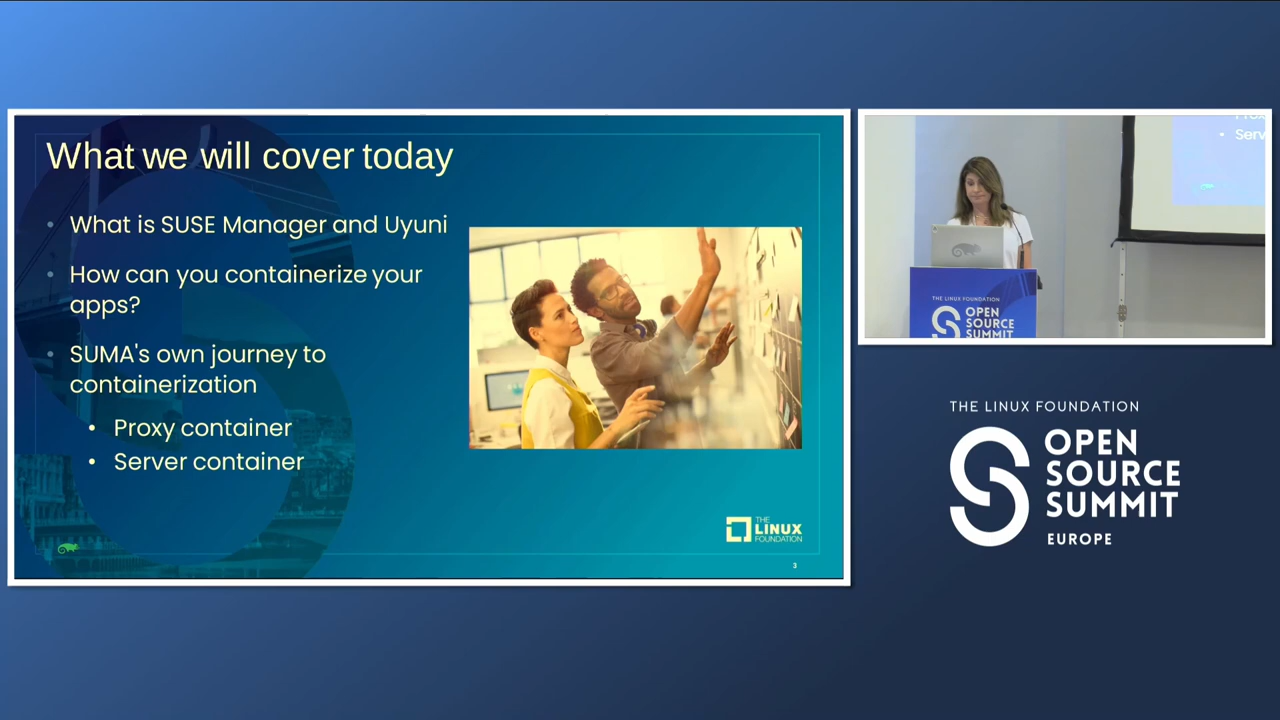 What we will cover today
What is SUSE Manager and Uyuni
How can you containerize your
apps?
SUMA's own journey to
containerization
Proxy container
Server container
THE
LINUX
FOUNDATION
3
Serv
THE LINUX FOUNDATION
OPEN
SOURCE
SUMMIT
THE LINUX FOUNDATION
OPEN
SOURCE
SUMMIT
EUROPE